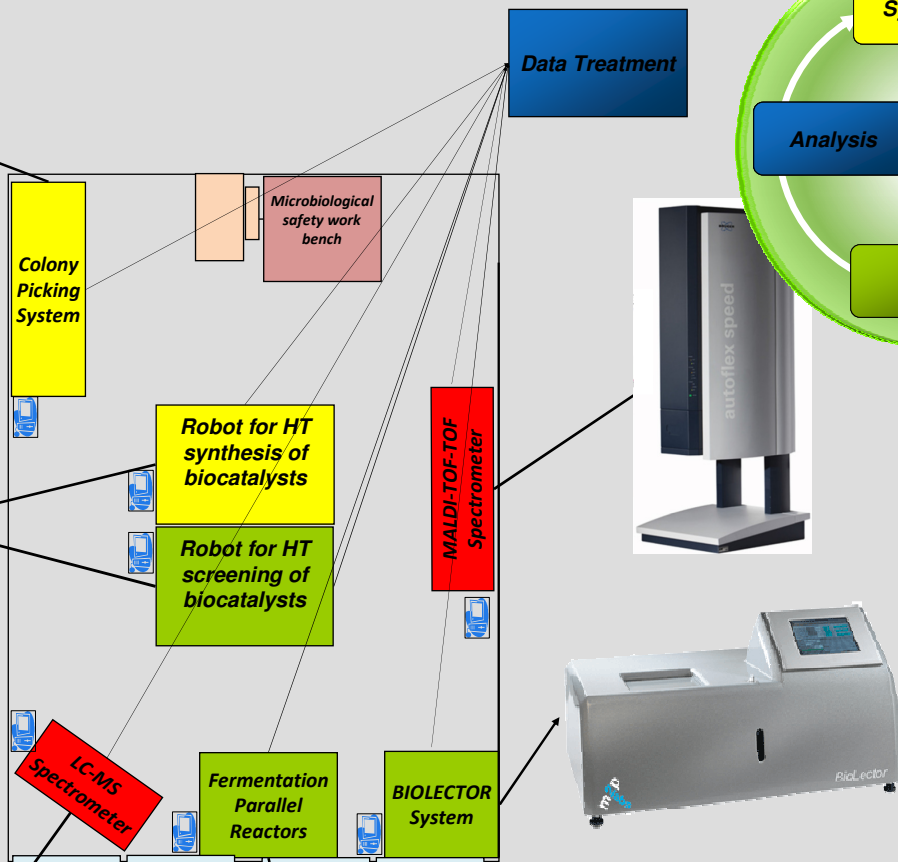 Data Treatment
Analysis
Microbiological
safety work
bench
Colony
Picking
System
autoflex speed
Robot for HT
synthesis of
biocatalysts
MALDI-TOF-TOF
Spectrometer
Robot for HT
screening of
biocatalysts
LC-MS
Spectrometer
Fermentation
Parallel
Reactors
BIOLECTOR
System
BioLector